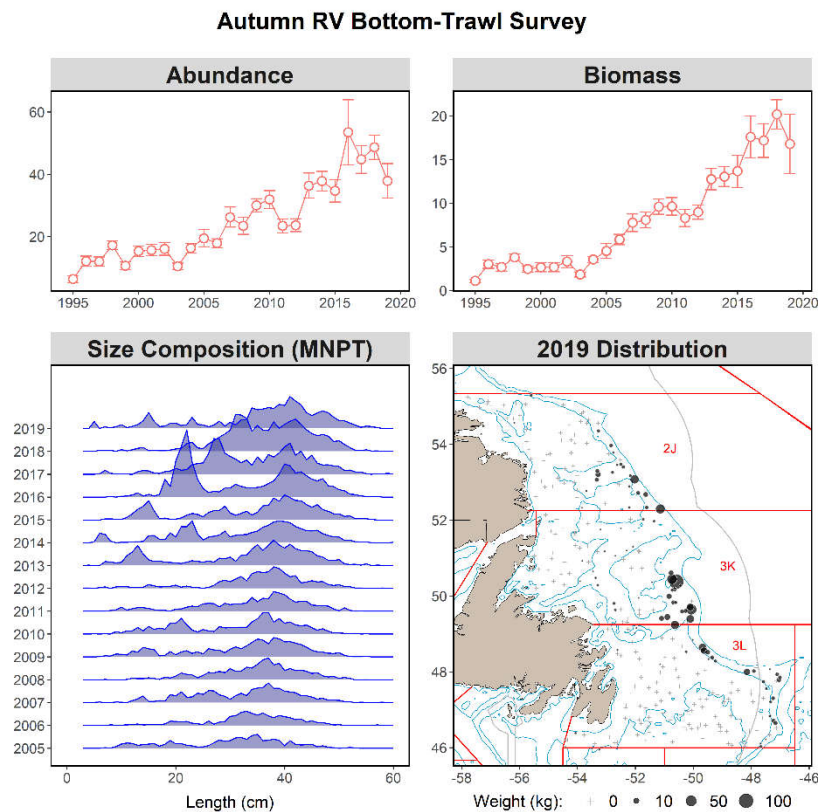 Autumn RV Bottom-Trawl Survey
Abundance
Biomass
60
40
20
1995 2000 2005 2010 2015 2020
20
15
10
5
0
1995 2000 2005 2010 2015 2020
Size Composition (MNPT)
2019
2018
2017
2016
2015
2014
2013
2012
2011
2010
2009
2008
2007
2006
2005
0 20 40 60
Length (cm)
2019 Distribution
56
54
52
50
48
46
2J
3K
3L
-58 -56 -54 -52 -50 -48 -46
Weight (kg): 0 10 50 100